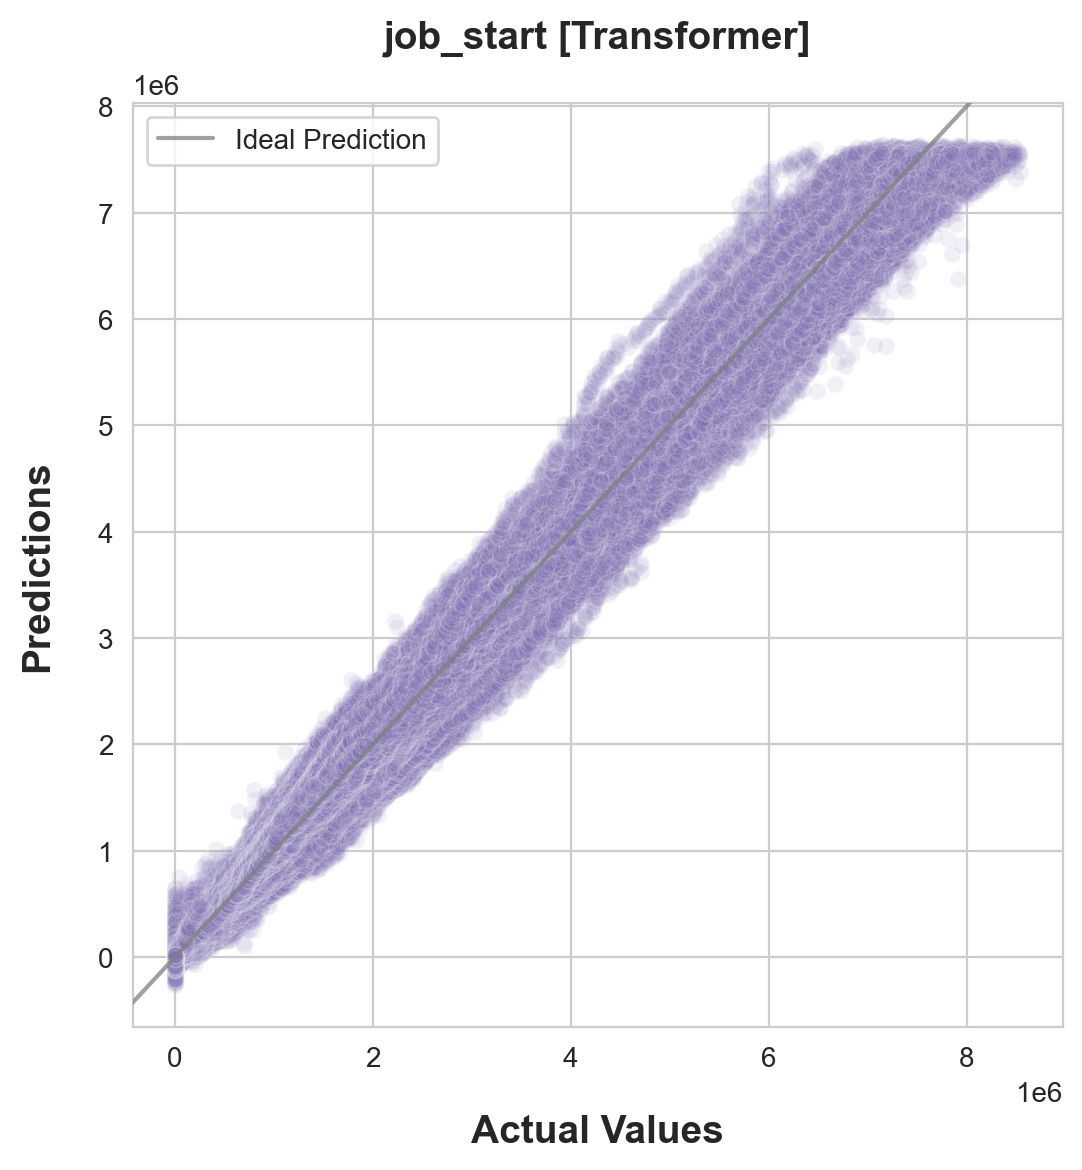 job_start [Transformer]
1e6
Ideal Prediction
8
7
6
5
4
3
2
1
0
Predictions
0 2 4 6 8
1e6
Actual Values